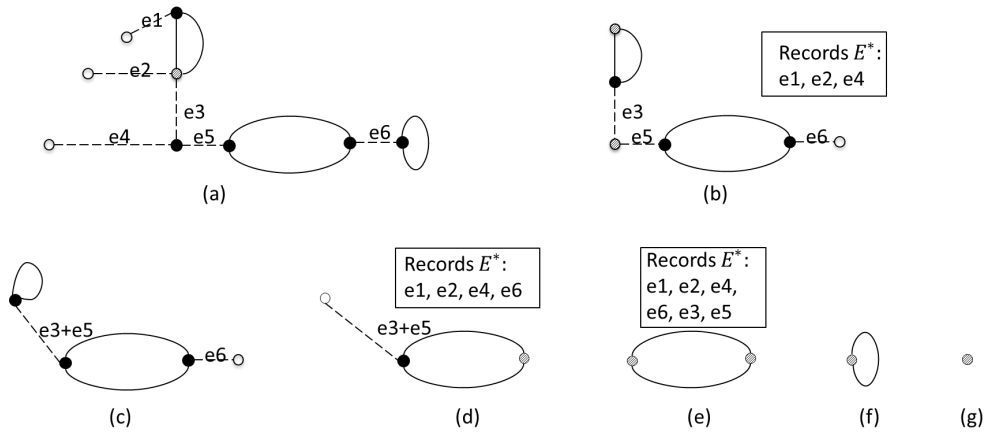 e1
e2
e3
e4
e5
e6
(a)
e3
e5
e6
Records E*:
e1, e2, e4
(b)
e3+e5
e6
(c)
Records E*:
e1, e2, e4, e6
e3+e5
(d)
Records E*:
e1, e2, e4,
e6, e3, e5
(e)
(f)
(g)